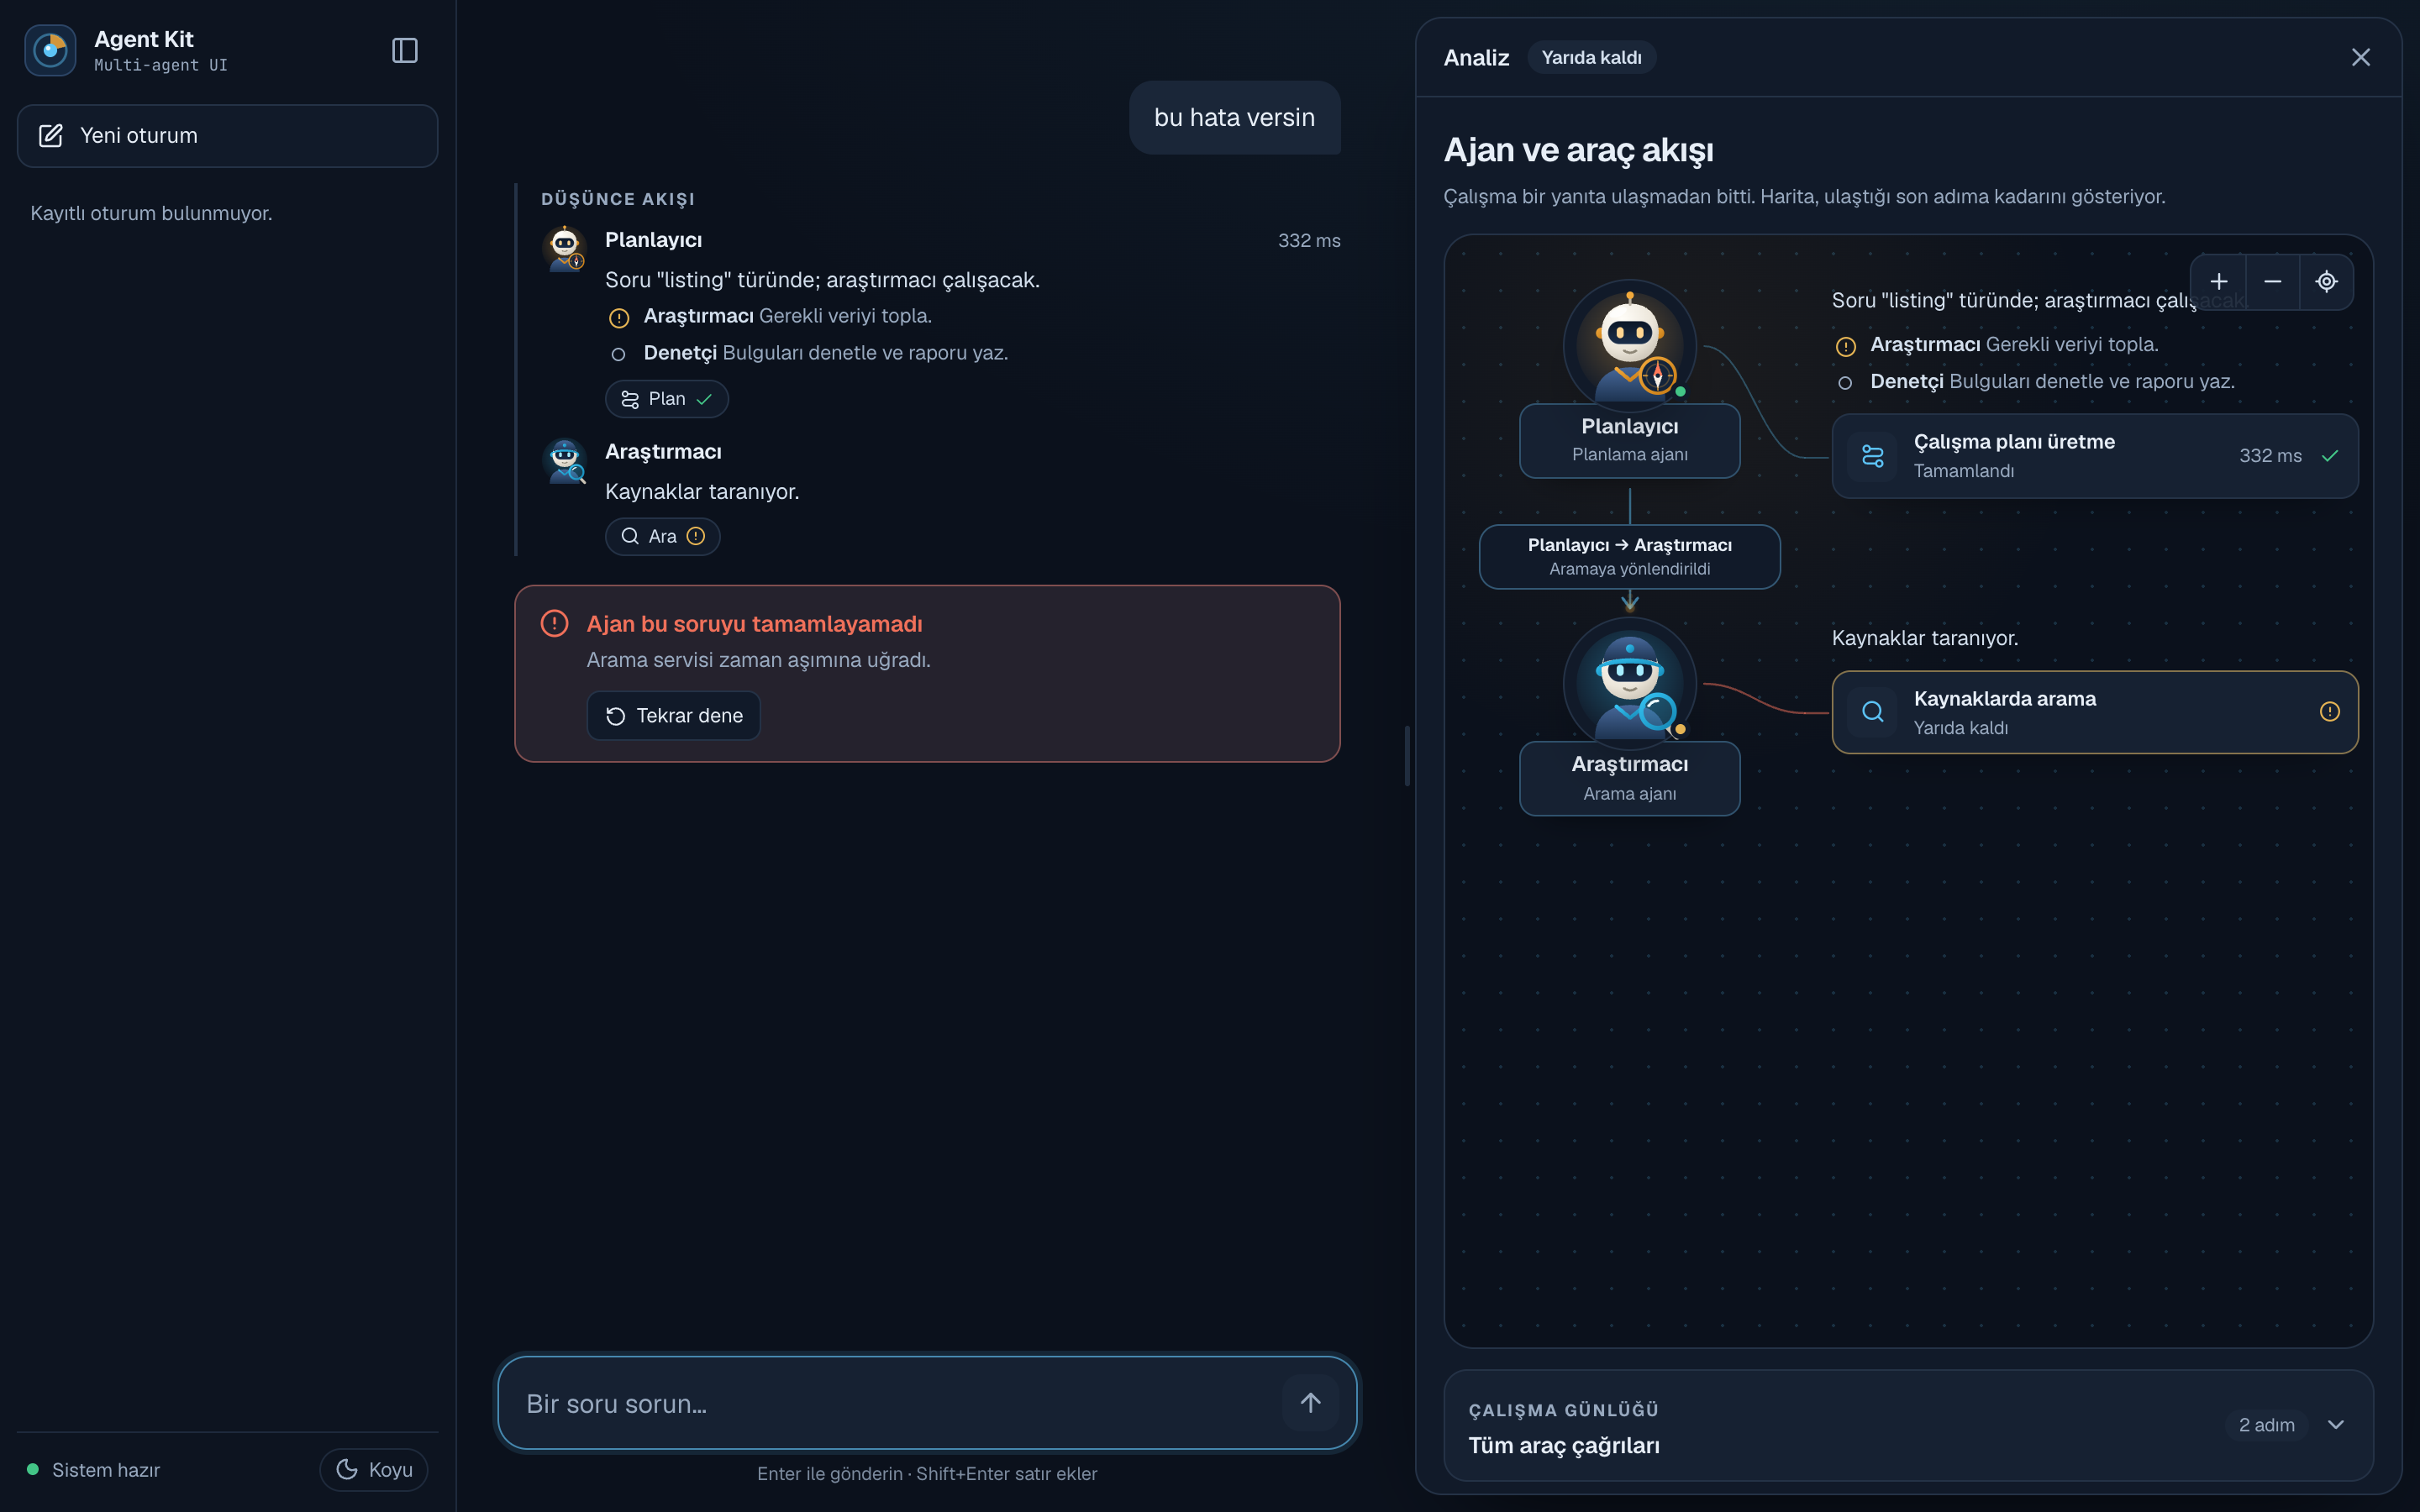 Agent Kit
Multi-agent UI
Yeni oturum
Kayıtlı oturum bulunmuyor.
Sistem hazır
Koyu
bu hata versin
DÜŞÜNCE AKIŞI
Planlayıcı
332 ms
Soru "listing" türünde; araştırmacı çalışacak.
Araştırmacı Gerekli veriyi topla.
Denetçi Bulguları denetle ve raporu yaz.
Plan
Araştırmacı
Kaynaklar taranıyor.
Ara
Ajan bu soruyu tamamlayamadı
Arama servisi zaman aşımına uğradı.
Tekrar dene
Bir soru sorun...
Enter ile gönderin · Shift+Enter satır ekler
Analiz
Yarıda kaldı
Ajan ve araç akışı
Çalışma bir yanıta ulaşmadan bitti. Harita, ulaştığı son adıma kadarını gösteriyor.
Planlayıcı
Planlama ajanı
Soru "listing" türünde; araştırmacı çalışacak.
Araştırmacı Gerekli veriyi topla.
Denetçi Bulguları denetle ve raporu yaz.
Çalışma planı üretme
Tamamlandı
332 ms
Planlayıcı → Araştırmacı
Aramaya yönlendirildi
Araştırmacı
Arama ajanı
Kaynaklar taranıyor.
Kaynaklarda arama
Yarıda kaldı
ÇALIŞMA GÜNLÜĞÜ
Tüm araç çağrıları
2 adım